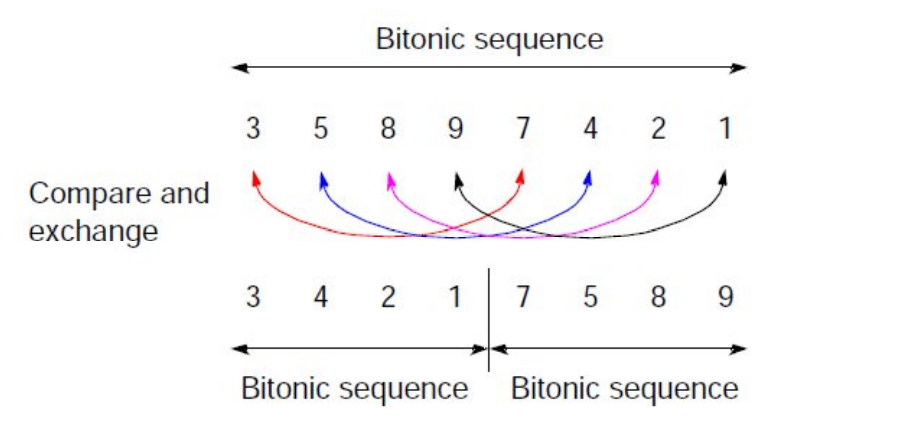 Bitonic sequence
3 5 8 9 7 4 2 1
Compare and
exchange
3 4 2 1 7 5 8 9
Bitonic sequence Bitonic sequence